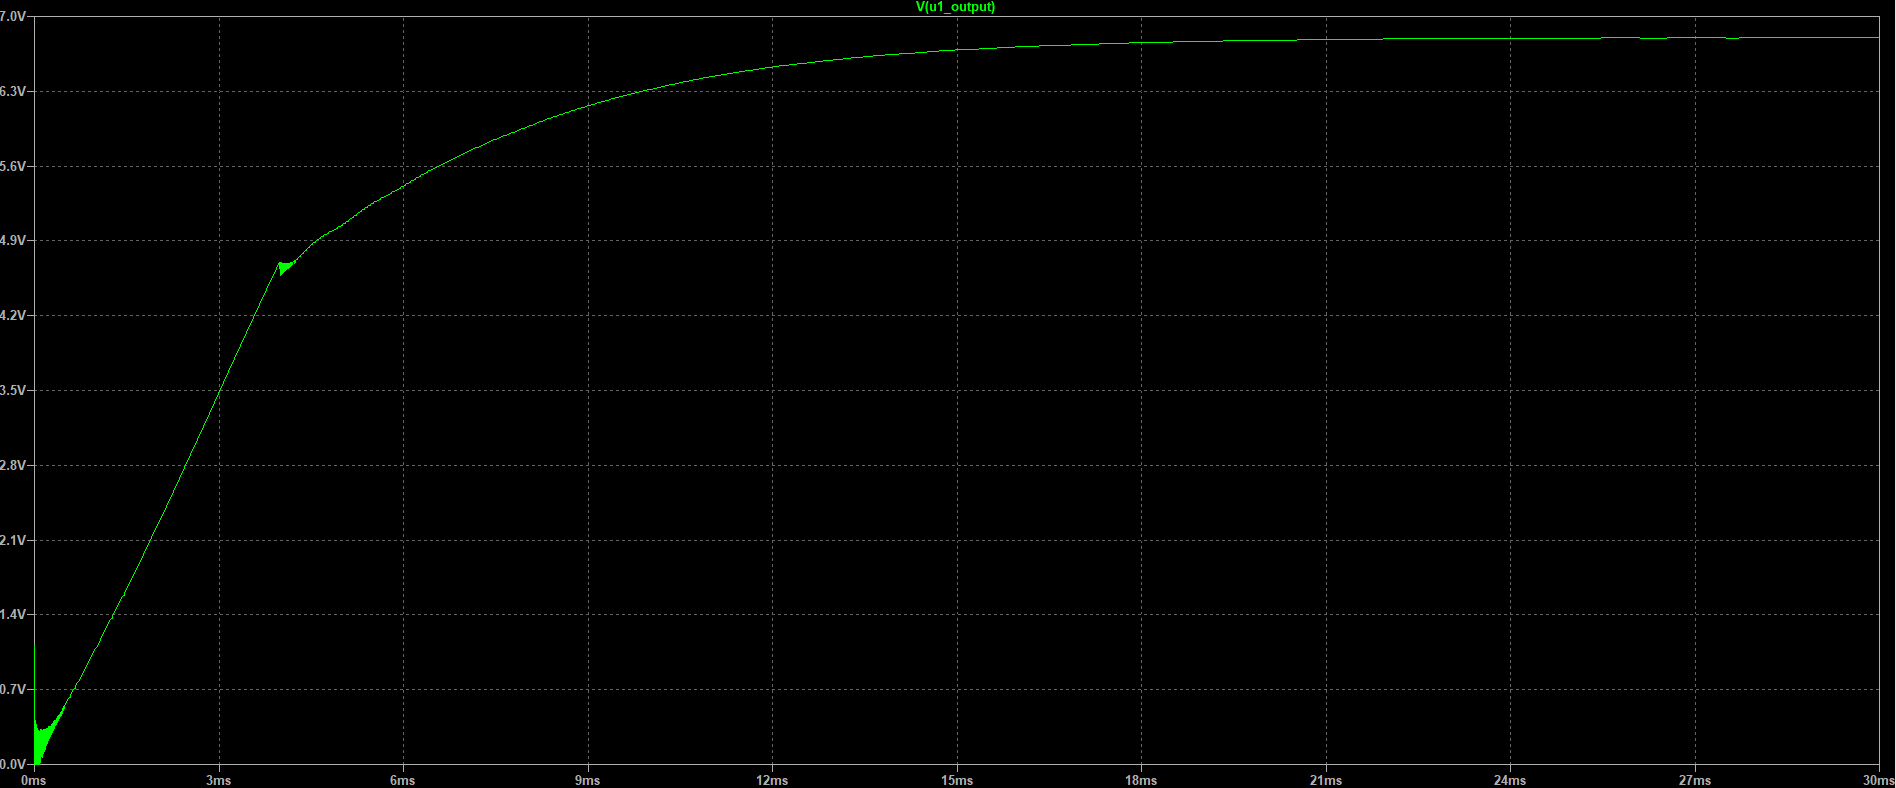 V(u1_output)
7.0V
6.3V
5.6V
4.9V
4.2V
3.5V
2.8V
2.1V
1.4V
0.7V
0.0V
0ms 3ms 6ms 9ms 12ms 15ms 18ms 21ms 24ms 27ms 30ms